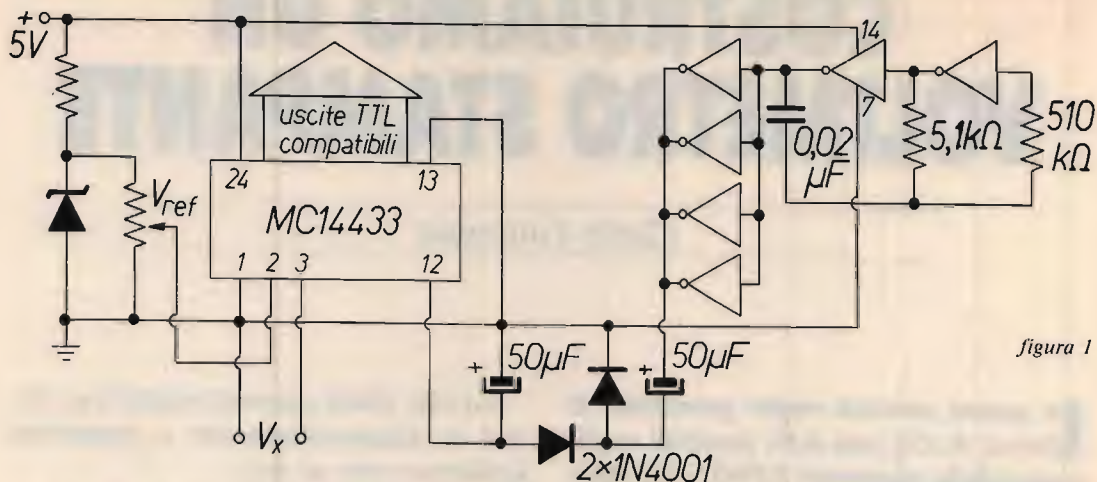 +
5V
V_ref
uscite TTL
compatibili
24
13
MC14433
1
2
3
12
V_x
50µF
+
+
50µF
2×1N4001
14
7
0,02
µF
5,1kΩ
510
kΩ
figura 1